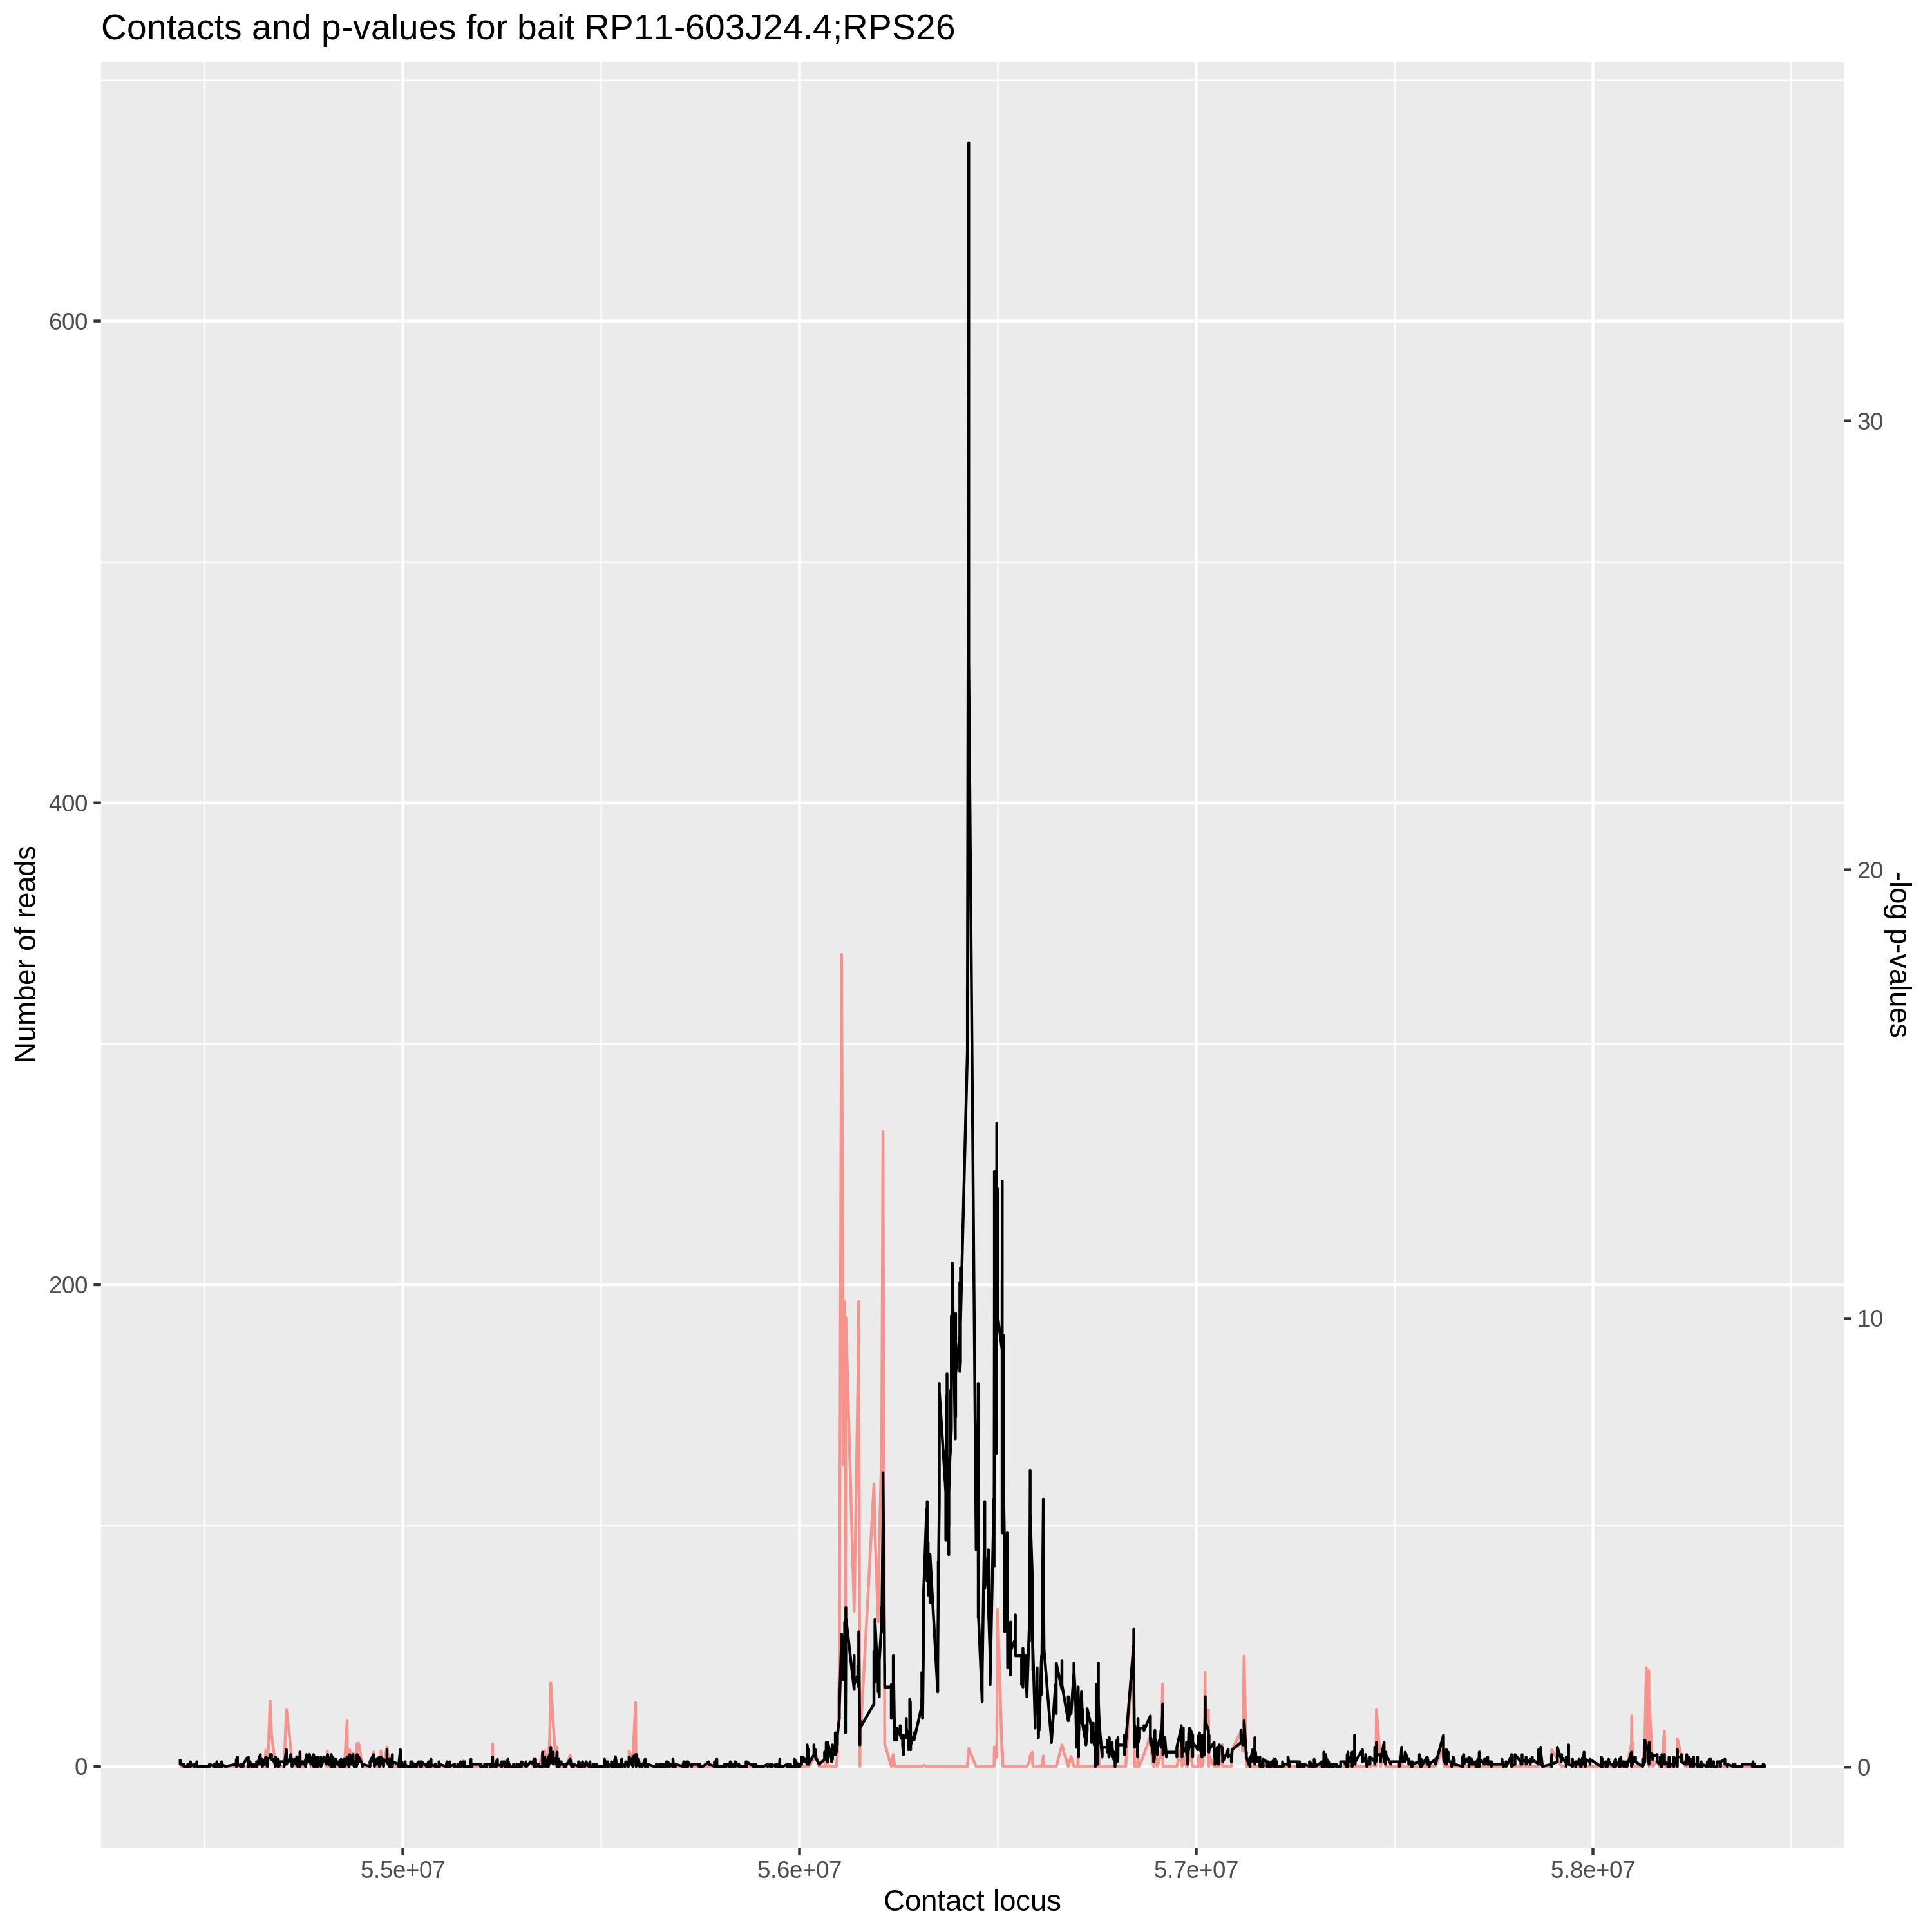 Contacts and p-values for bait RP11-603J24.4;RPS26
600
400
200
0
Number of reads
30
20
10
0
-log p-values
5.5e+07
5.6e+07
5.7e+07
5.8e+07
Contact locus